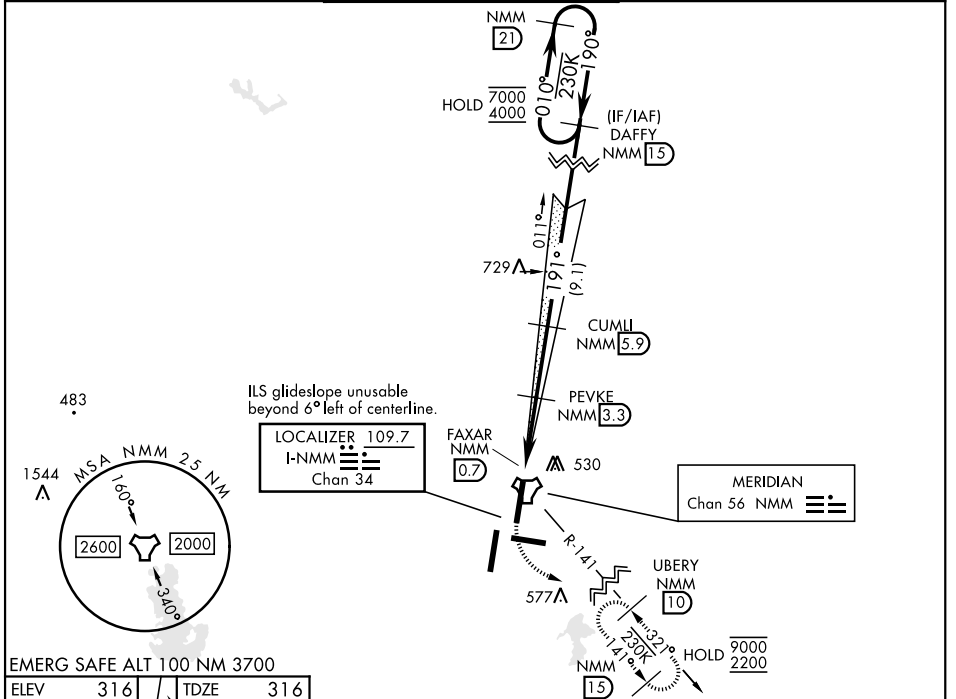 NMM
21
HOLD 7000
4000
010°
230K
190°
(IF/IAF)
DAFFY
NMM 15
011°
729
191°
(9.1)
CUMLI
NMM 5.9
PEVKE
NMM 3.3
483
ILS glideslope unusable
beyond 6° left of centerline.
LOCALIZER 109.7
I-NMM
Chan 34
FAXAR
NMM
0.7
530
MERIDIAN
Chan 56 NMM
1544
MSA NMM 25 NM
160°
2600
2000
340°
R-141
577
UBERY
NMM
10
321°
230K
141°
HOLD 9000
2200
NMM
15
EMERG SAFE ALT 100 NM 3700
ELEV 316
TDZE 316